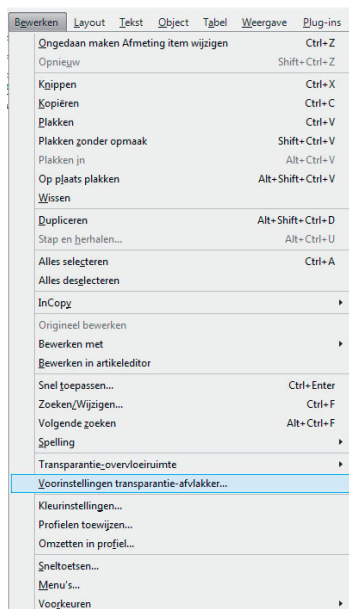 Bewerken Layout Tekst Object Tabel Weergave Plug-ins
Ongedaan maken Afmeting item wijzigen Ctrl+Z
Opnieuw Shift+Ctrl+Z
Knippen Ctrl+X
Kopiëren Ctrl+C
Plakken Ctrl+V
Plakken zonder opmaak Shift+Ctrl+V
Plakken in Alt+Ctrl+V
Op plaats plakken Alt+Shift+Ctrl+V
Wissen
Dupliceren Alt+Shift+Ctrl+D
Stap en herhalen... Alt+Ctrl+U
Alles selecteren Ctrl+A
Alles deselecteren
InCopy
Origineel bewerken
Bewerken met
Bewerken in artikeleditor
Snel toepassen... Ctrl+Enter
Zoeken/Wijzigen... Ctrl+F
Volgende zoeken Alt+Ctrl+F
Spelling
Transparantie-overvloeiruimte
Voorinstellingen transparantie-afvlakker...
Kleurinstellingen...
Profielen toewijzen...
Omzetten in profiel...
Sneltoetsen...
Menu's...
Voorkeuren